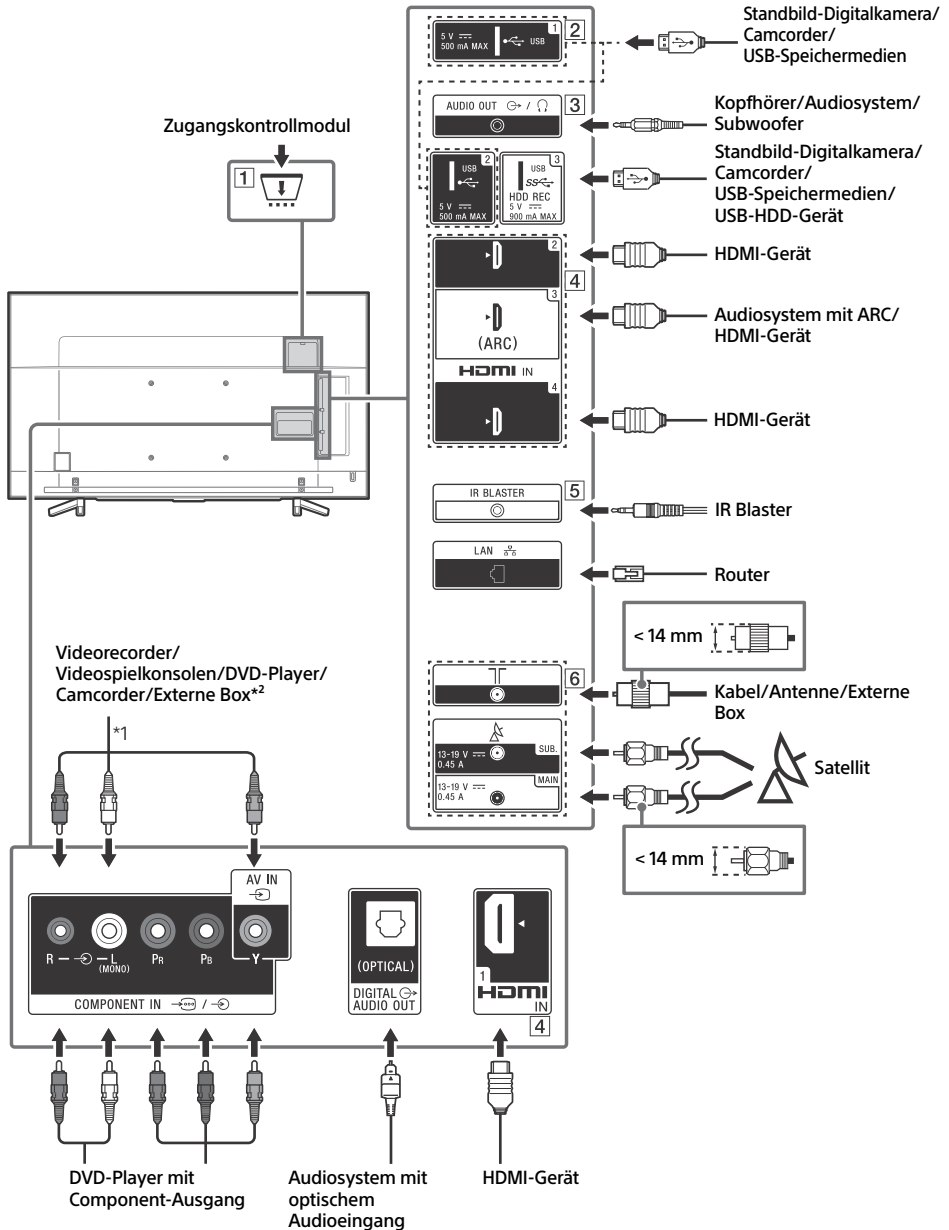 Standbild-Digitalkamera/
Camcorder/
USB-Speichermedien
5 V
500 mA MAX
USB
1
2
Kopfhörer/Audiosystem/
Subwoofer
AUDIO OUT /
3
Zugangskontrollmodul
1
Standbild-Digitalkamera/
Camcorder/
USB-Speichermedien/
USB-HDD-Gerät
2
USB
5 V
500 mA MAX
3
USB
SS
HDD REC
5 V
900 mA MAX
2
HDMI-Gerät
4
3
(ARC)
Audiosystem mit ARC/
HDMI-Gerät
HDMI IN
4
HDMI-Gerät
IR BLASTER
5
IR Blaster
LAN
Router
< 14 mm
6
Kabel/Antenne/Externe
Box
13-19 V
0.45 A
SUB.
13-19 V
0.45 A
MAIN
Satellit
< 14 mm
Videorecorder/
Videospielkonsolen/DVD-Player/
Camcorder/Externe Box*2
*1
AV IN
R — — L
(MONO)
PR
PB
Y
COMPONENT IN /
(OPTICAL)
DIGITAL
AUDIO OUT
1
HDMI
IN
4
DVD-Player mit
Component-Ausgang
Audiosystem mit
optischem
Audioeingang
HDMI-Gerät